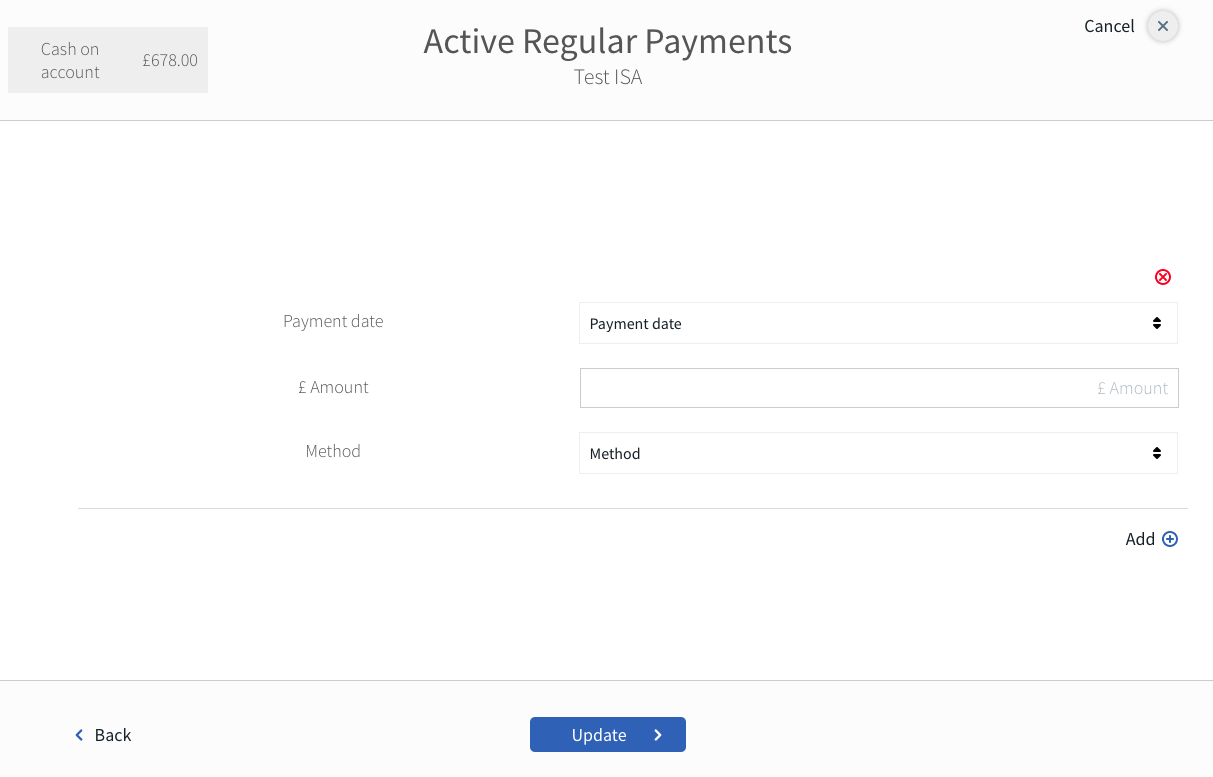 Cash on
account
£678.00
Active Regular Payments
Test ISA
Cancel
Payment date
Payment date
£ Amount
£ Amount
Method
Method
Add
Back
Update